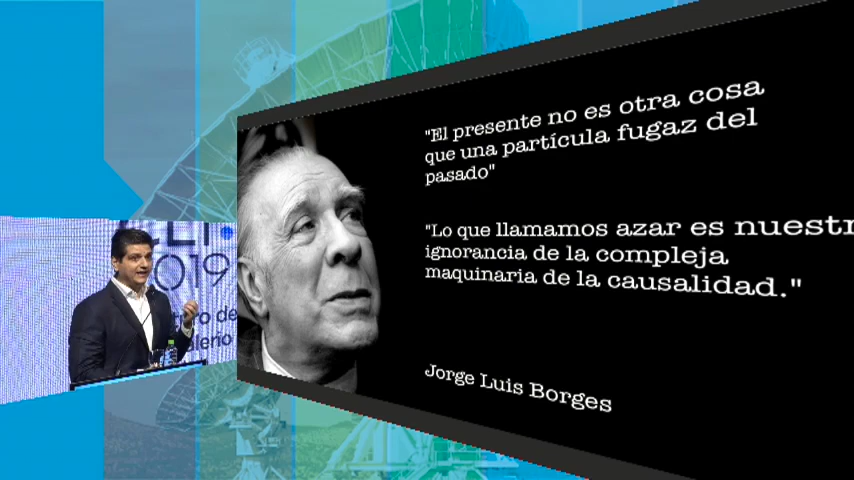 "El presente no es otra cosa
que una partícula fugaz del
pasado"
"Lo que llamamos azar es nuestr
ignorancia de la compleja
maquinaria de la causalidad."
Jorge Luis Borges
2019